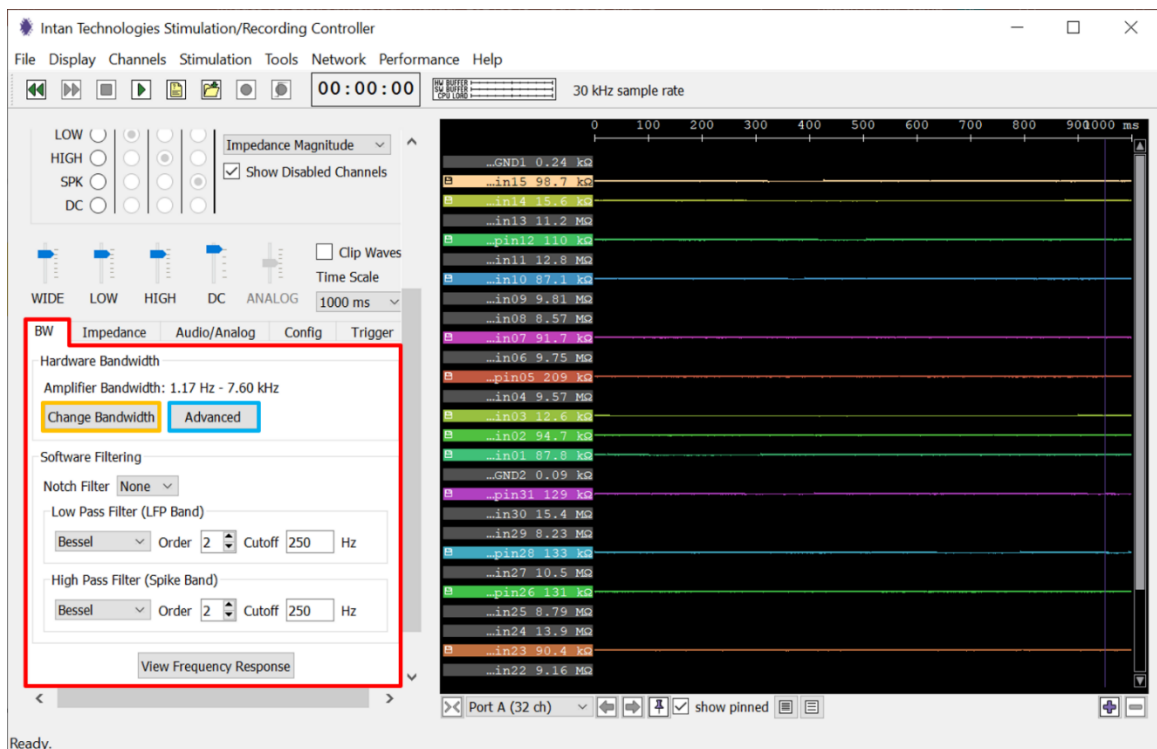 Intan Technologies Stimulation/Recording Controller
File Display Channels Stimulation Tools Network Performance Help
00:00:00
HW BUFFER
SW BUFFER
CPU LOAD
30 kHz sample rate
LOW
HIGH
SPK
DC
Impedance Magnitude
Show Disabled Channels
Clip Waves
Time Scale
WIDE LOW HIGH DC ANALOG
1000 ms
BW Impedance Audio/Analog Config Trigger
Hardware Bandwidth
Amplifier Bandwidth: 1.17 Hz - 7.60 kHz
Change Bandwidth Advanced
Software Filtering
Notch Filter None
Low Pass Filter (LFP Band)
Bessel Order 2 Cutoff 250 Hz
High Pass Filter (Spike Band)
Bessel Order 2 Cutoff 250 Hz
View Frequency Response
0 100 200 300 400 500 600 700 800 900 1000 ms
...GND1 0.24 kΩ
...in15 98.7 kΩ
...in14 15.6 kΩ
...in13 11.2 MΩ
...pin12 110 kΩ
...in11 12.8 MΩ
...in10 87.1 kΩ
...in09 9.81 MΩ
...in08 8.57 MΩ
...in07 91.7 kΩ
...in06 9.75 MΩ
...pin05 209 kΩ
...in04 9.57 MΩ
...in03 12.6 kΩ
...in02 94.7 kΩ
...in01 87.8 kΩ
...GND2 0.09 kΩ
...pin31 129 kΩ
...in30 15.4 MΩ
...in29 8.23 MΩ
...pin28 133 kΩ
...in27 10.5 MΩ
...pin26 131 kΩ
...in25 8.79 MΩ
...in24 13.9 MΩ
...in23 90.4 kΩ
...in22 9.16 MΩ
Port A (32 ch) show pinned
Ready.